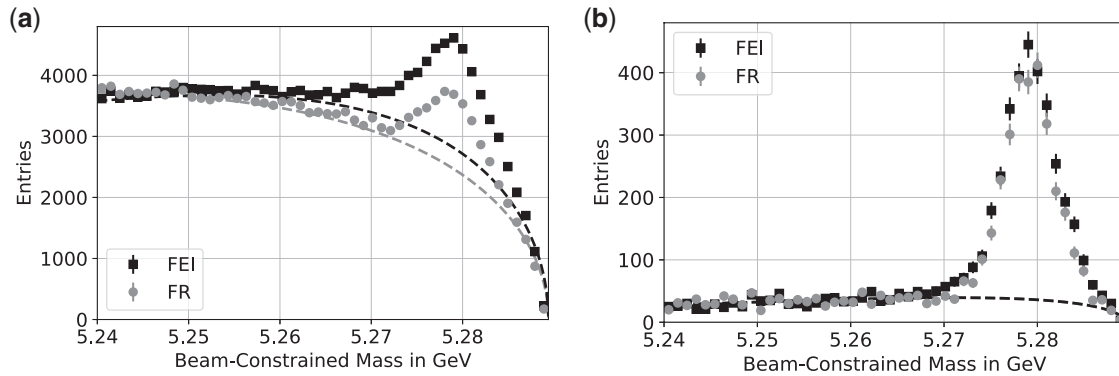 (a)
Entries
4000
3000
2000
1000
0
FEI
FR
5.24
5.25
5.26
5.27
5.28
Beam-Constrained Mass in GeV
(b)
Entries
400
300
200
100
0
FEI
FR
5.24
5.25
5.26
5.27
5.28
Beam-Constrained Mass in GeV